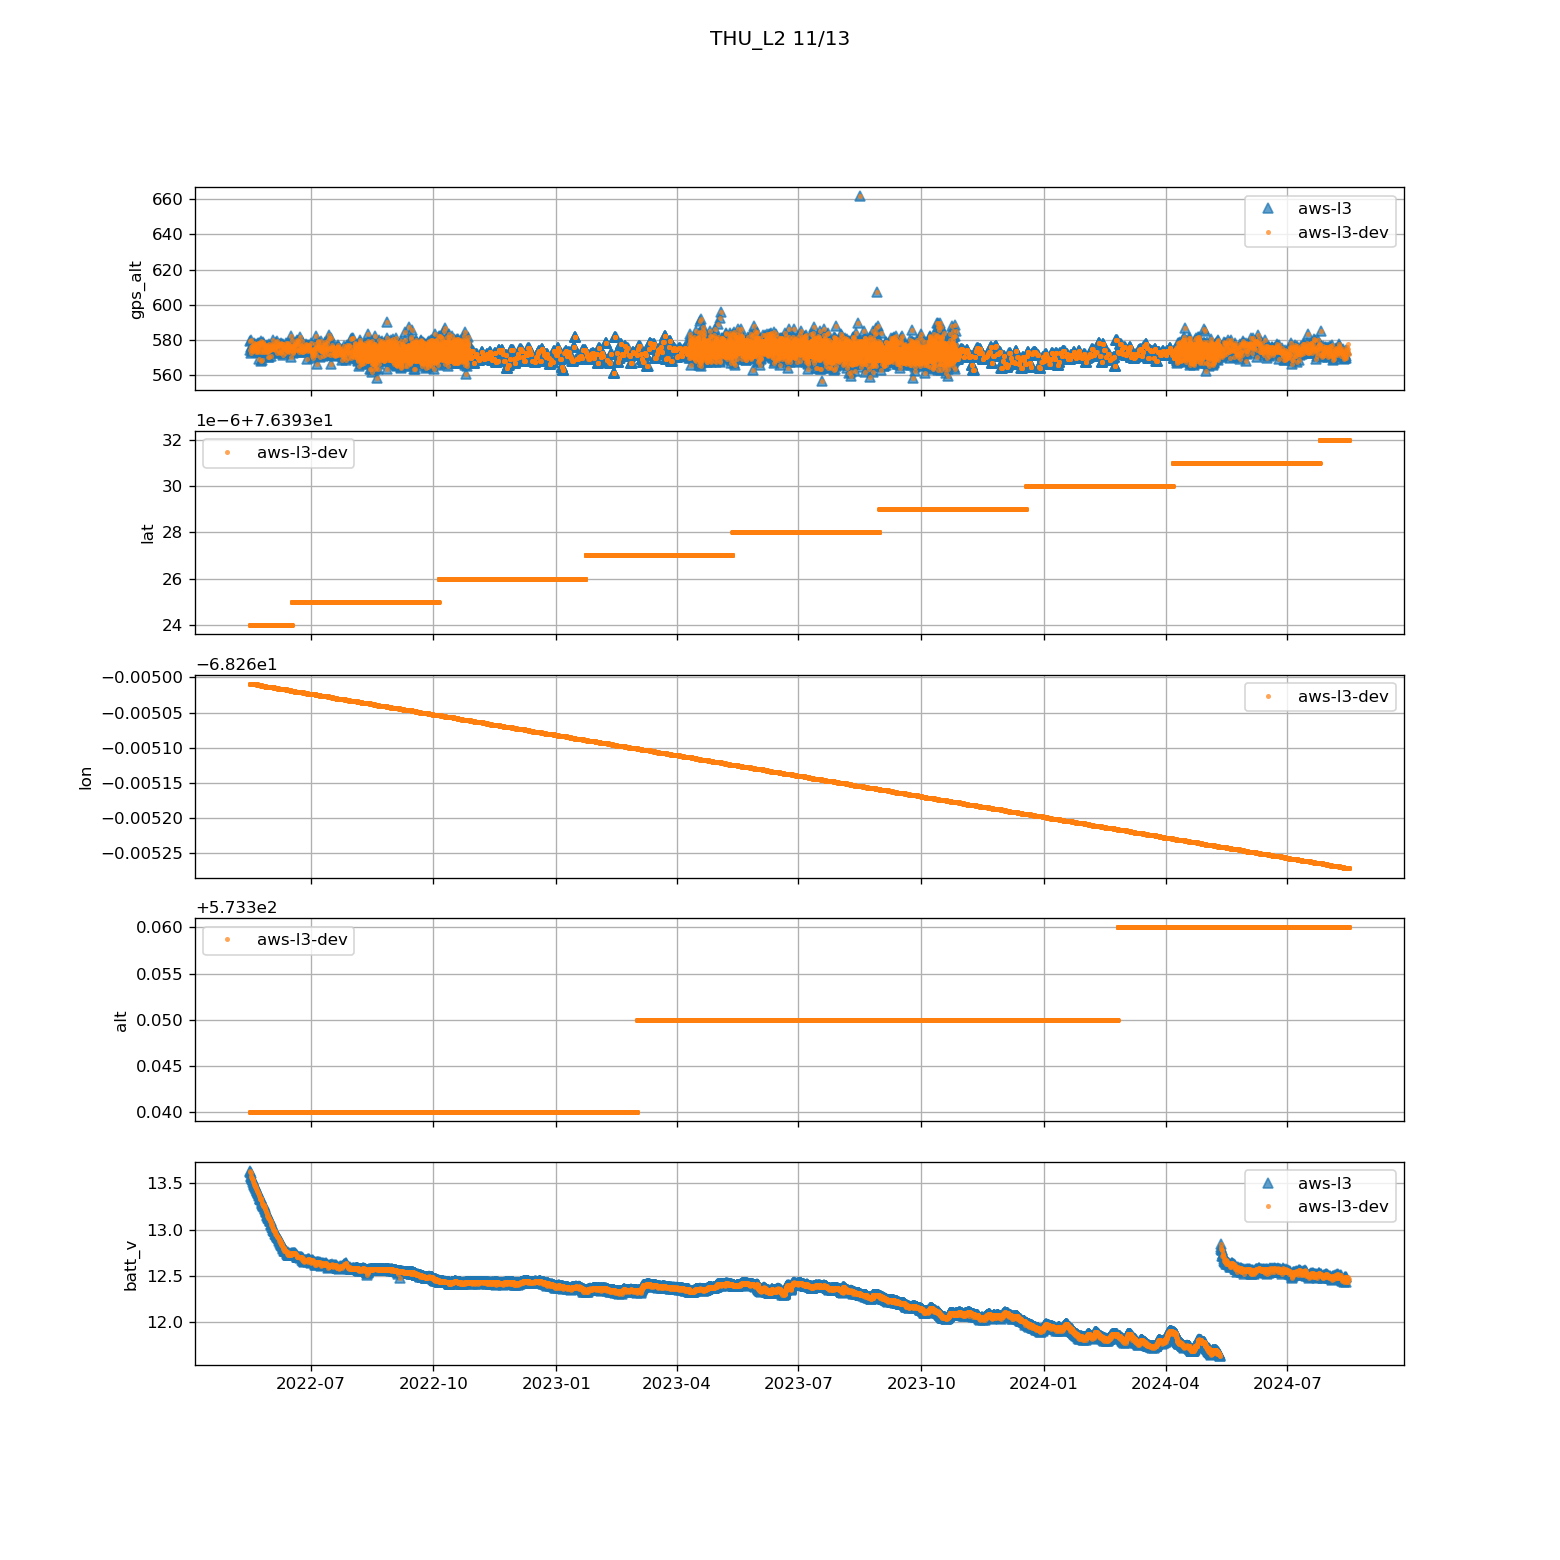 THU_L2 11/13
660
640
620
600
580
560
gps_alt
aws-l3
aws-l3-dev
1e−6+7.6393e1
32
30
28
26
24
lat
aws-l3-dev
−6.826e1
−0.00500
−0.00505
−0.00510
−0.00515
−0.00520
−0.00525
lon
aws-l3-dev
+5.733e2
0.060
0.055
0.050
0.045
0.040
alt
aws-l3-dev
13.5
13.0
12.5
12.0
batt_v
aws-l3
aws-l3-dev
2022-07 2022-10 2023-01 2023-04 2023-07 2023-10 2024-01 2024-04 2024-07